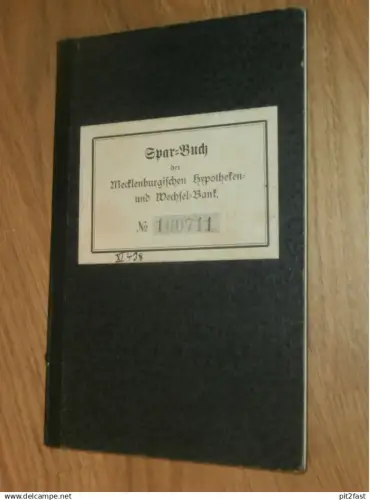 Spar=Buch
der
Mecklenburgischen Hypotheken-
und Wechsel-Bank.
№ 100711
www.delcampe.net
pit2fast